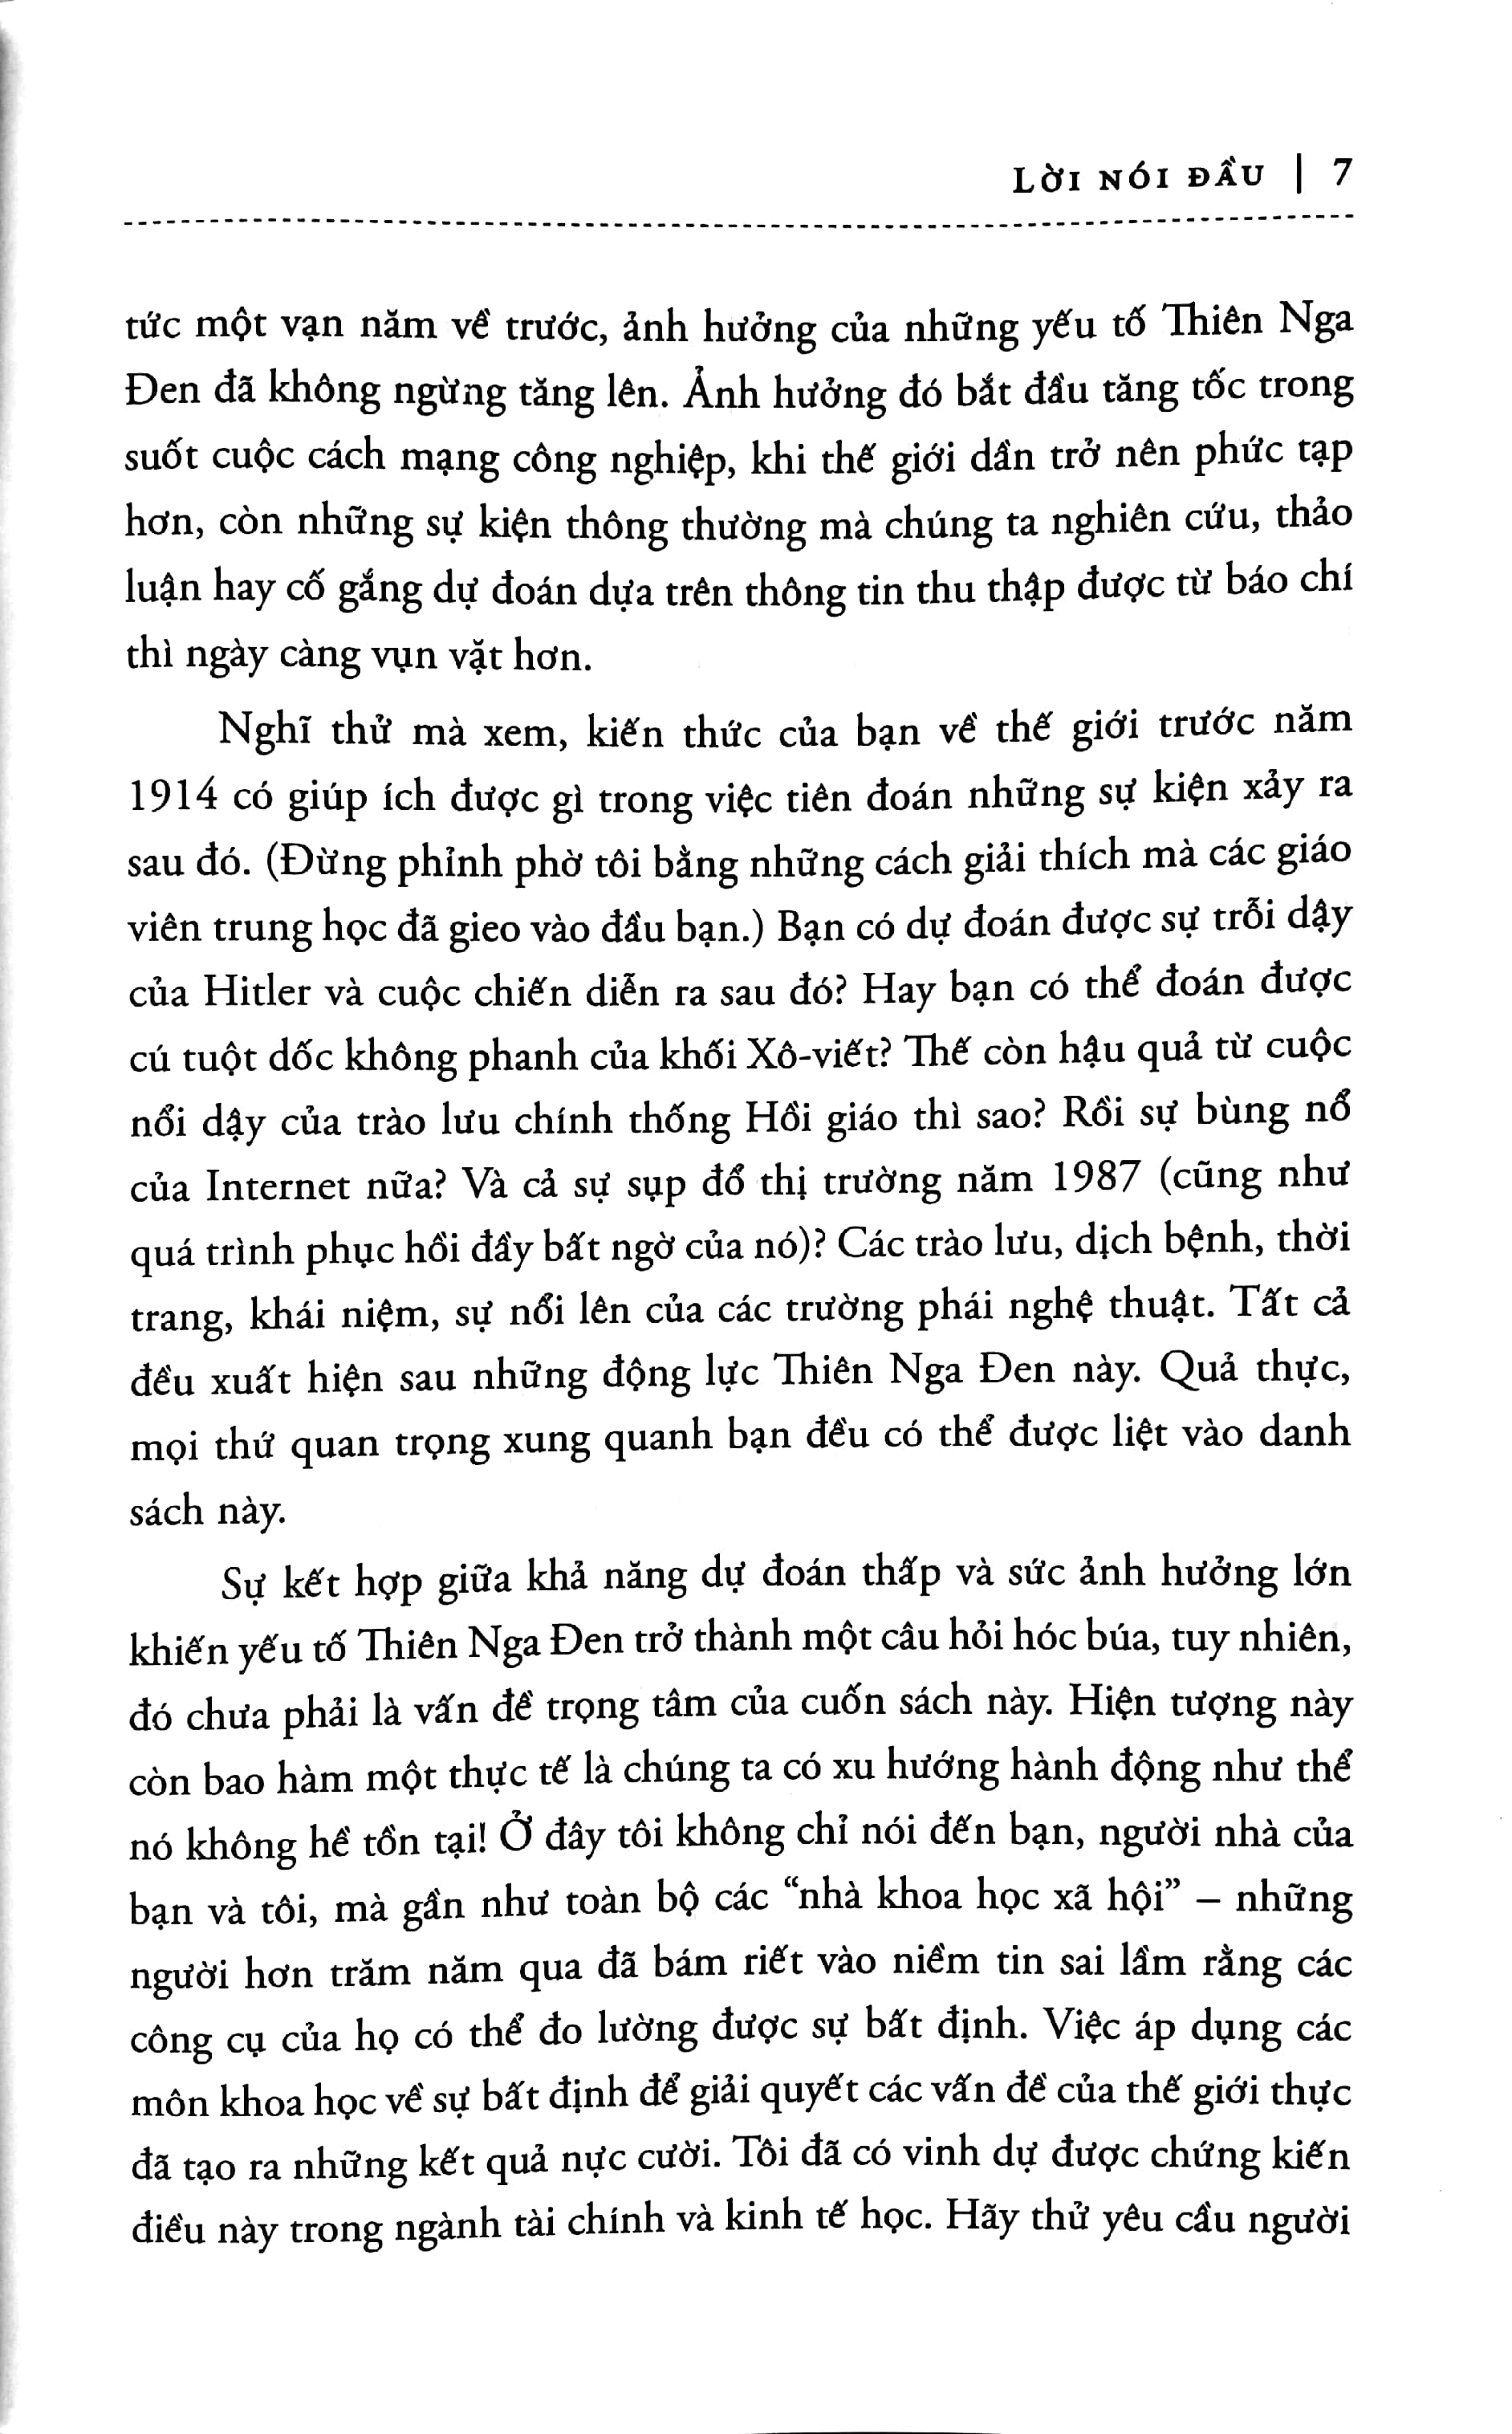 LỜI NÓI ĐẦU | 7
tức một vạn năm về trước, ảnh hưởng của những yếu tố Thiên Nga
Đen đã không ngừng tăng lên. Ảnh hưởng đó bắt đầu tăng tốc trong
suốt cuộc cách mạng công nghiệp, khi thế giới dần trở nên phức tạp
hơn, còn những sự kiện thông thường mà chúng ta nghiên cứu, thảo
luận hay cố gắng dự đoán dựa trên thông tin thu thập được từ báo chí
thì ngày càng vụn vặt hơn.
Nghĩ thử mà xem, kiến thức của bạn về thế giới trước năm
1914 có giúp ích được gì trong việc tiên đoán những sự kiện xảy ra
sau đó. (Đừng phỉnh phờ tôi bằng những cách giải thích mà các giáo
viên trung học đã gieo vào đầu bạn.) Bạn có dự đoán được sự trỗi dậy
của Hitler và cuộc chiến diễn ra sau đó? Hay bạn có thể đoán được
cú tuột dốc không phanh của khối Xô-viết? Thế còn hậu quả từ cuộc
nổi dậy của trào lưu chính thống Hồi giáo thì sao? Rồi sự bùng nổ
của Internet nữa? Và cả sự sụp đổ thị trường năm 1987 (cũng như
quá trình phục hồi đầy bất ngờ của nó)? Các trào lưu, dịch bệnh, thời
trang, khái niệm, sự nổi lên của các trường phái nghệ thuật. Tất cả
đều xuất hiện sau những động lực Thiên Nga Đen này. Quả thực,
mọi thứ quan trọng xung quanh bạn đều có thể được liệt vào danh
sách này.
Sự kết hợp giữa khả năng dự đoán thấp và sức ảnh hưởng lớn
khiến yếu tố Thiên Nga Đen trở thành một câu hỏi hóc búa, tuy nhiên,
đó chưa phải là vấn đề trọng tâm của cuốn sách này. Hiện tượng này
còn bao hàm một thực tế là chúng ta có xu hướng hành động như thể
nó không hề tồn tại! Ở đây tôi không chỉ nói đến bạn, người nhà của
bạn và tôi, mà gần như toàn bộ các “nhà khoa học xã hội” – những
người hơn trăm năm qua đã bám riết vào niềm tin sai lầm rằng các
công cụ của họ có thể đo lường được sự bất định. Việc áp dụng các
môn khoa học về sự bất định để giải quyết các vấn đề của thế giới thực
đã tạo ra những kết quả nực cười. Tôi đã có vinh dự được chứng kiến
điều này trong ngành tài chính và kinh tế học. Hãy thử yêu cầu người